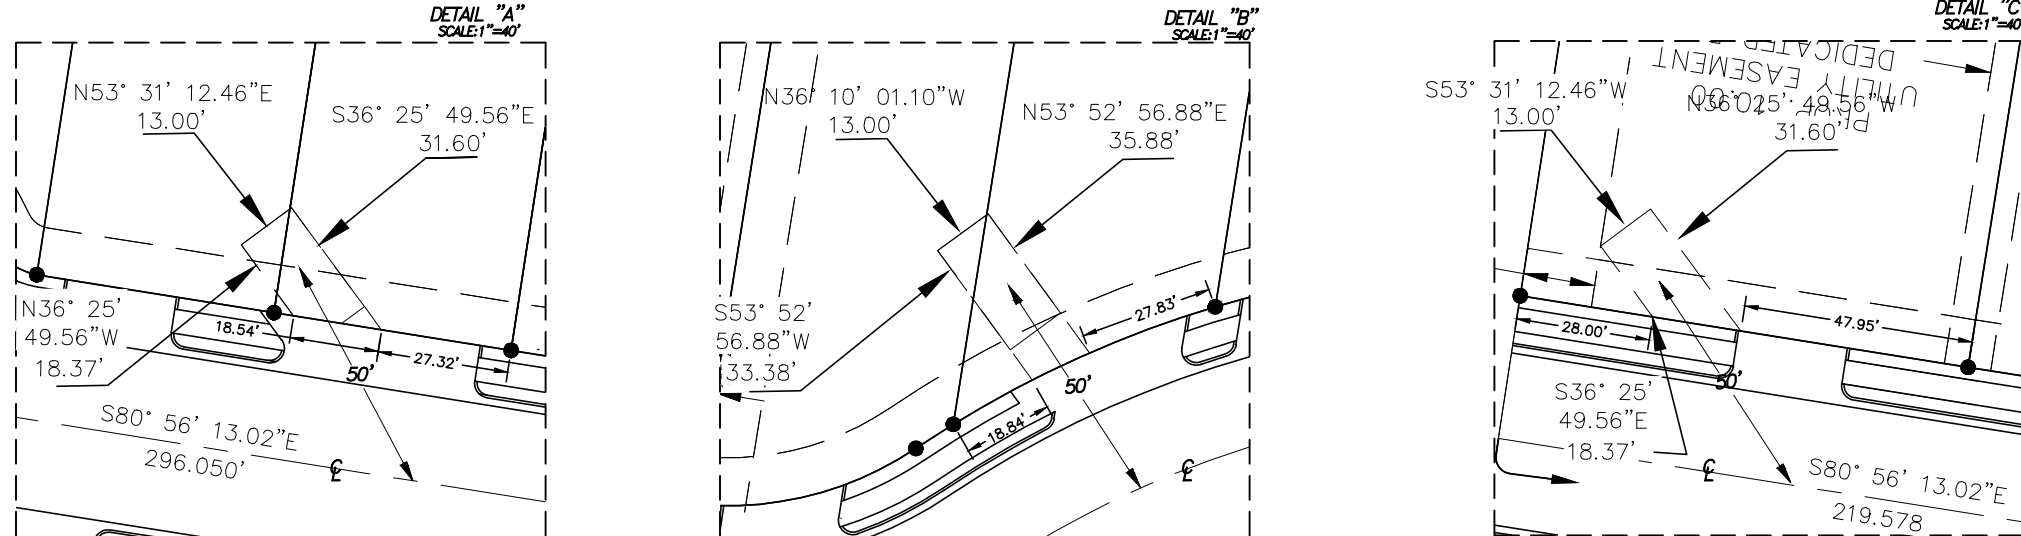 DETAIL "A"
SCALE:1"=40'
N53° 31' 12.46"E
13.00'
S36° 25' 49.56"E
31.60'
N36° 25'
49.56"W
18.37'
18.54'
27.32'
50'
S80° 56' 13.02"E
296.050'
℄
DETAIL "B"
SCALE:1"=40'
N36° 10' 01.10"W
13.00'
N53° 52' 56.88"E
35.88'
S53° 52'
56.88"W
33.38'
27.83'
18.84'
50'
℄
DETAIL "C
SCALE:1"=40
DEDICATED
UTILITY EASEMENT
10.00
S53° 31' 12.46"W
13.00'
N36° 25' 49.56"W
31.60'
28.00'
47.95'
50'
S36° 25'
49.56"E
18.37'
℄
S80° 56' 13.02"E
219.578